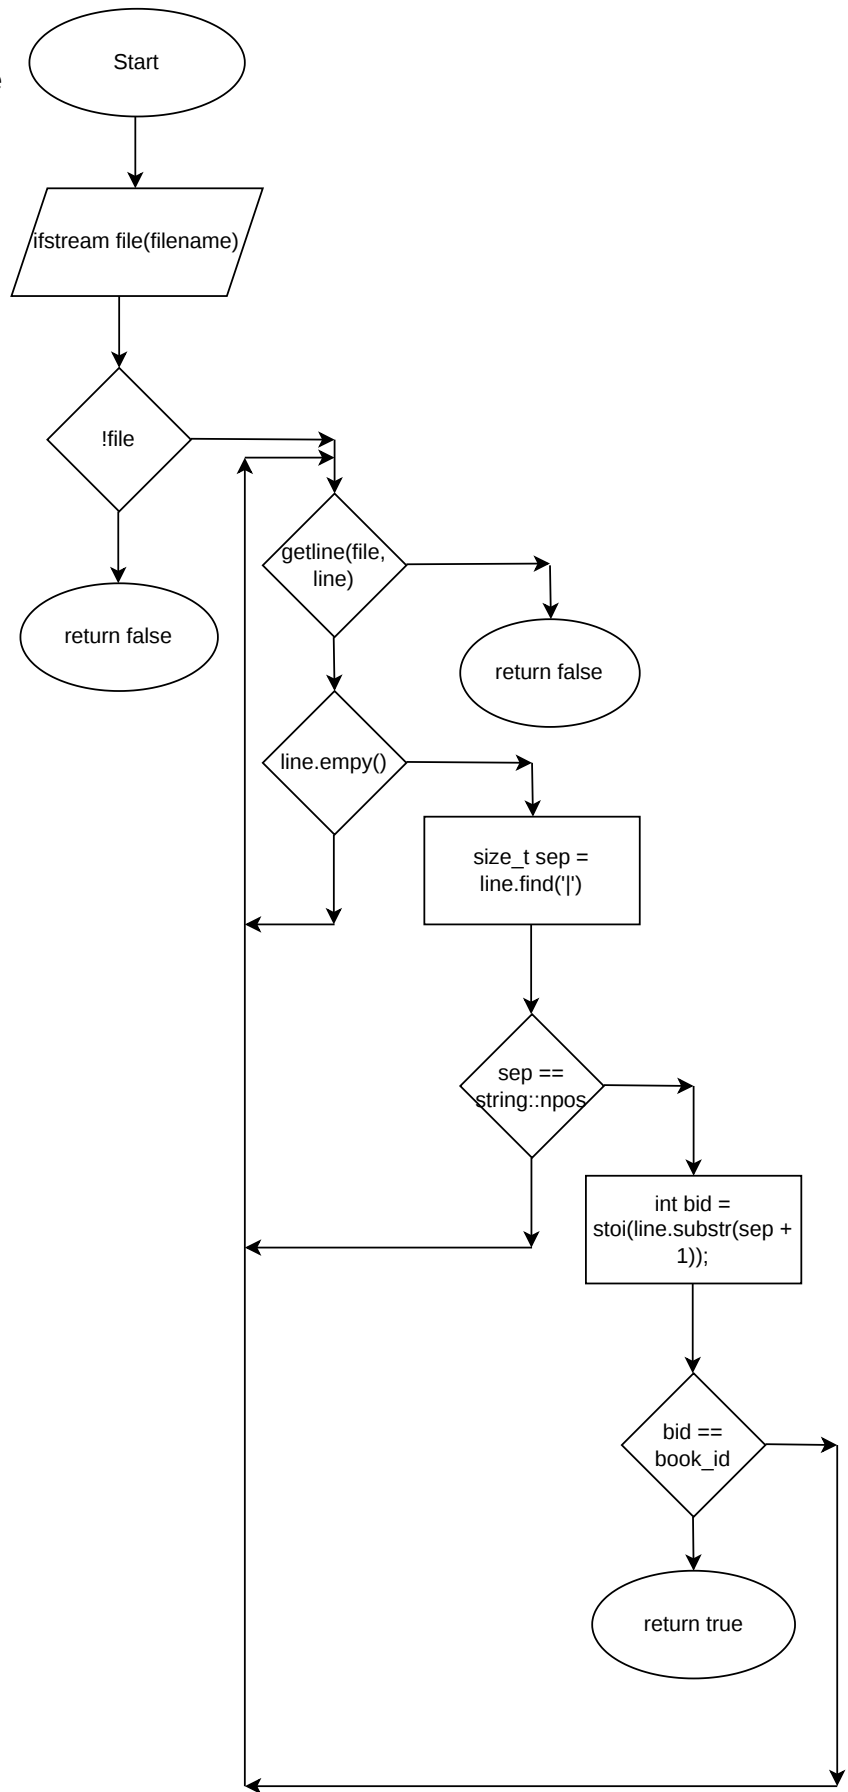 Start
e
ifstream file(filename)
!file
getline(file,
line)
return false
return false
line.empy()
size_t sep =
line.find('|')
sep ==
string::npos
int bid =
stoi(line.substr(sep +
1));
bid ==
book_id
return true